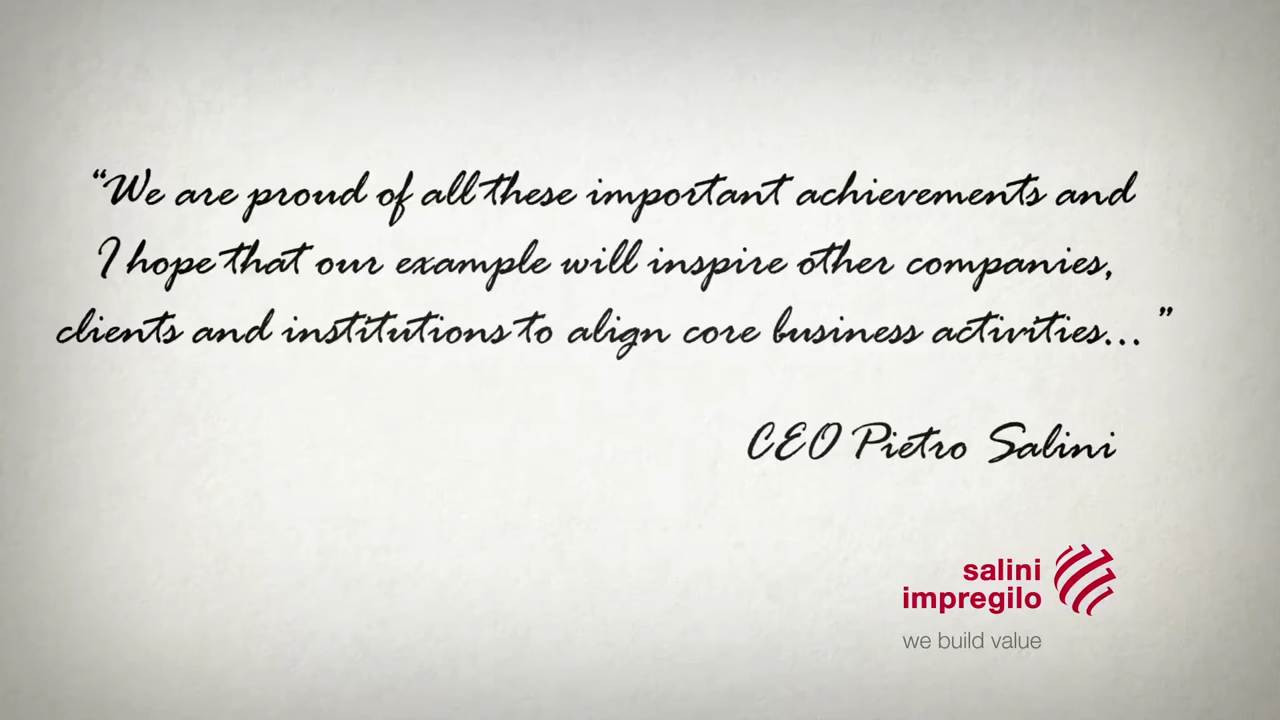 “We are proud of all these important achievements and
I hope that our example will inspire other companies,
clients and institutions to align core business activities... ”
CEO Pietro Salini
salini
impregilo
we build value